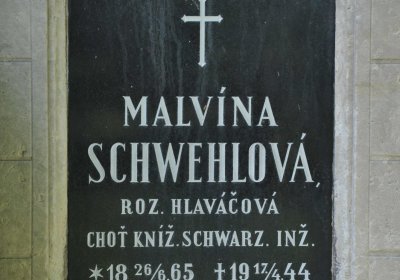 MALVÍNA
SCHWEHLOVÁ,
ROZ. HLAVÁČOVÁ
CHOŤ KNÍŽ. SCHWARZ. INŽ.
*18 26/6 65 †19 17/4 44